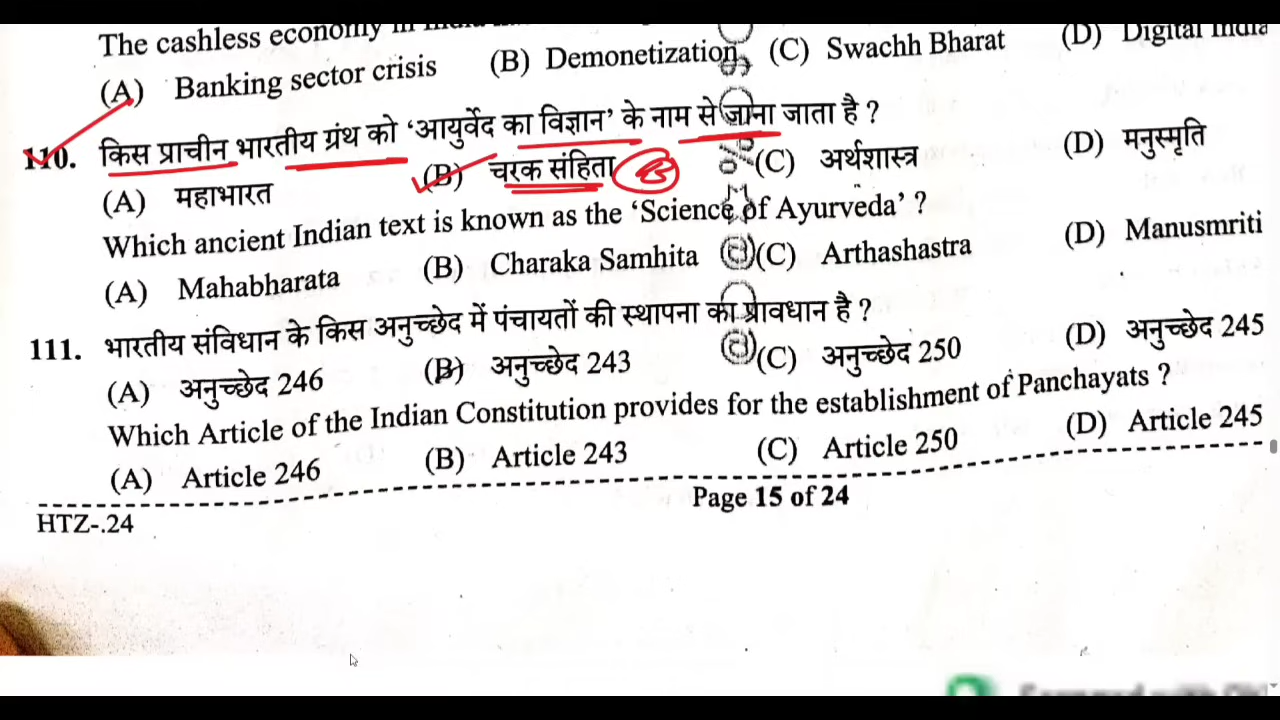 The cashless economy in India
(A) Banking sector crisis (B) Demonetization (C) Swachh Bharat (D) Digital India
110. किस प्राचीन भारतीय ग्रंथ को ‘आयुर्वेद का विज्ञान’ के नाम से जाना जाता है ?
(A) महाभारत (B) चरक संहिता B (C) अर्थशास्त्र (D) मनुस्मृति
Which ancient Indian text is known as the ‘Science of Ayurveda’ ?
(A) Mahabharata (B) Charaka Samhita (C) Arthashastra (D) Manusmriti
111. भारतीय संविधान के किस अनुच्छेद में पंचायतों की स्थापना का प्रावधान है ?
(A) अनुच्छेद 246 (B) अनुच्छेद 243 (C) अनुच्छेद 250 (D) अनुच्छेद 245
Which Article of the Indian Constitution provides for the establishment of Panchayats ?
(A) Article 246 (B) Article 243 (C) Article 250 (D) Article 245
Page 15 of 24
HTZ-.24